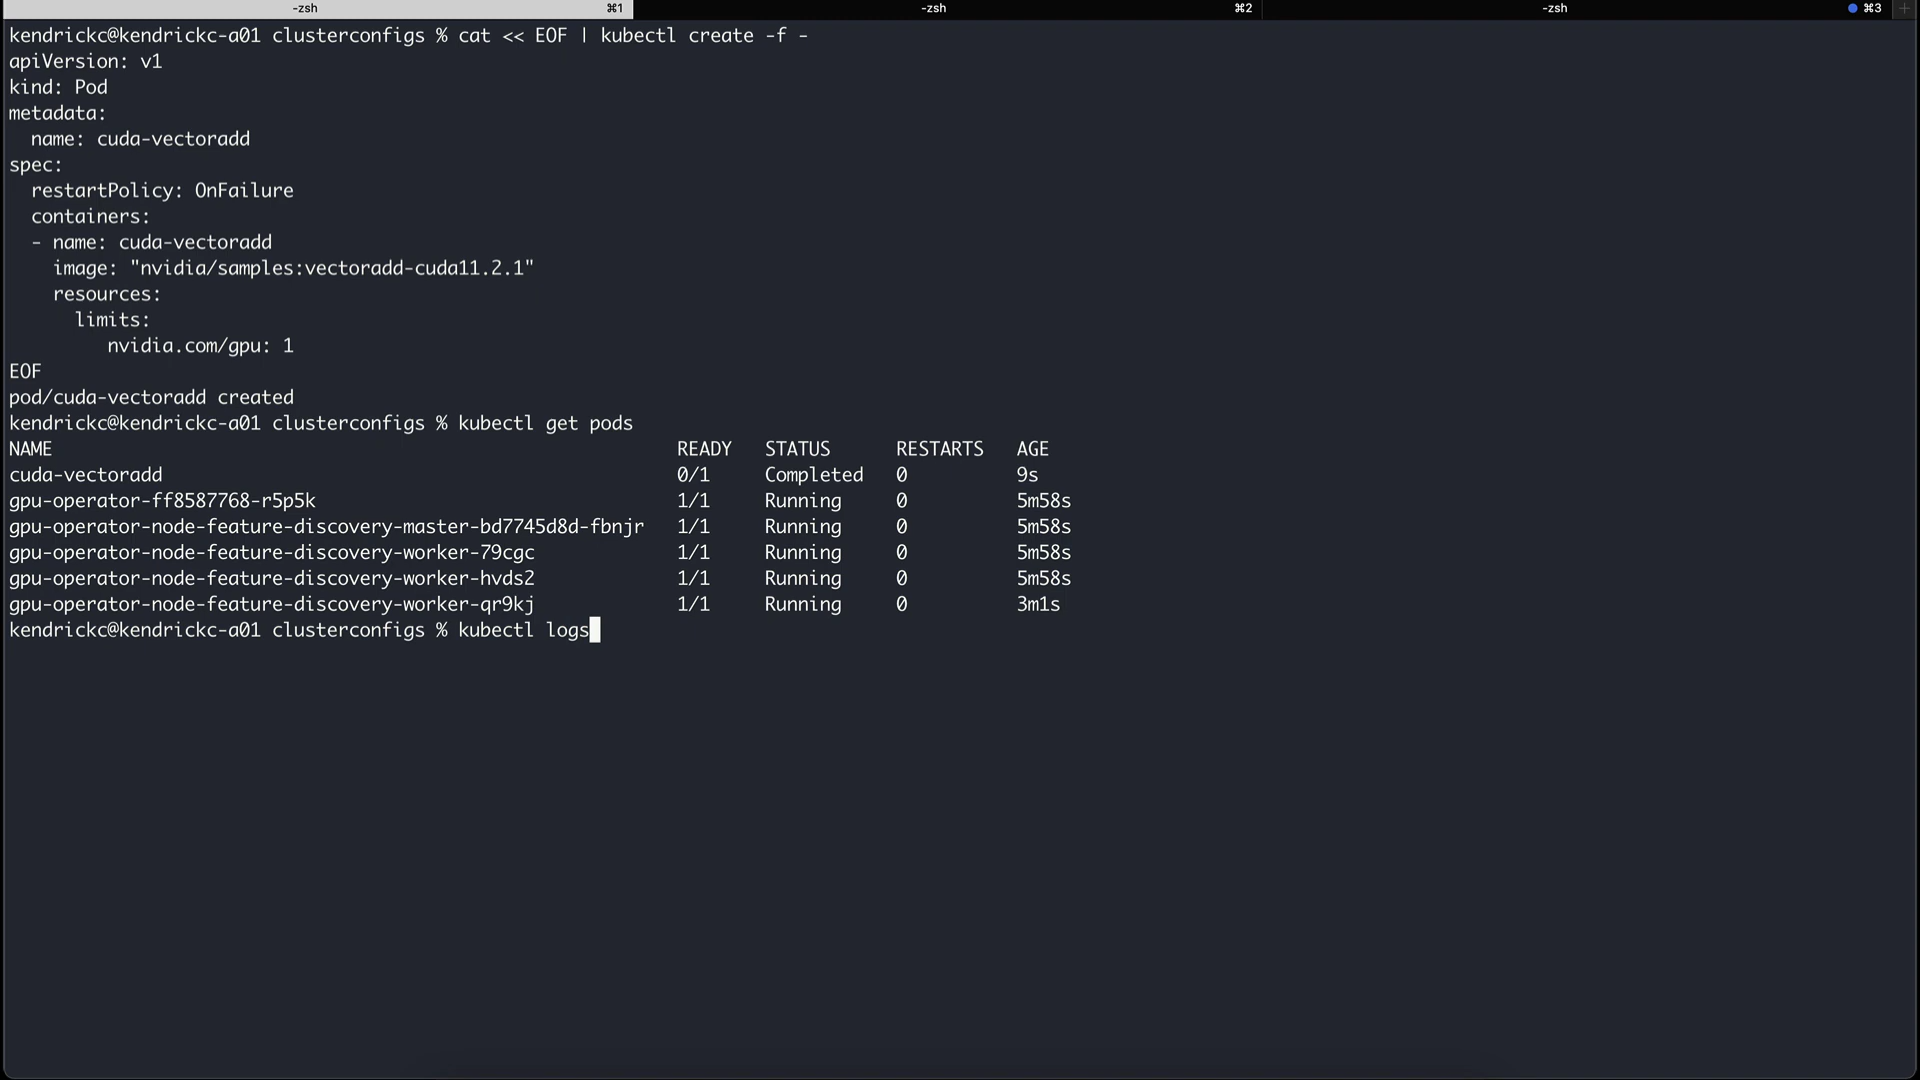 -zsh ⌘1 -zsh ⌘2 -zsh ⌘3 +
kendrickc@kendrickc-a01 clusterconfigs % cat << EOF | kubectl create -f -
apiVersion: v1
kind: Pod
metadata:
  name: cuda-vectoradd
spec:
  restartPolicy: OnFailure
  containers:
  - name: cuda-vectoradd
    image: "nvidia/samples:vectoradd-cuda11.2.1"
    resources:
      limits:
         nvidia.com/gpu: 1
EOF
pod/cuda-vectoradd created
kendrickc@kendrickc-a01 clusterconfigs % kubectl get pods
NAME                                                         READY   STATUS      RESTARTS   AGE
cuda-vectoradd                                               0/1     Completed   0          9s
gpu-operator-ff8587768-r5p5k                                 1/1     Running     0          5m58s
gpu-operator-node-feature-discovery-master-bd7745d8d-fbnjr   1/1     Running     0          5m58s
gpu-operator-node-feature-discovery-worker-79cgc             1/1     Running     0          5m58s
gpu-operator-node-feature-discovery-worker-hvds2             1/1     Running     0          5m58s
gpu-operator-node-feature-discovery-worker-qr9kj             1/1     Running     0          3m1s
kendrickc@kendrickc-a01 clusterconfigs % kubectl logs